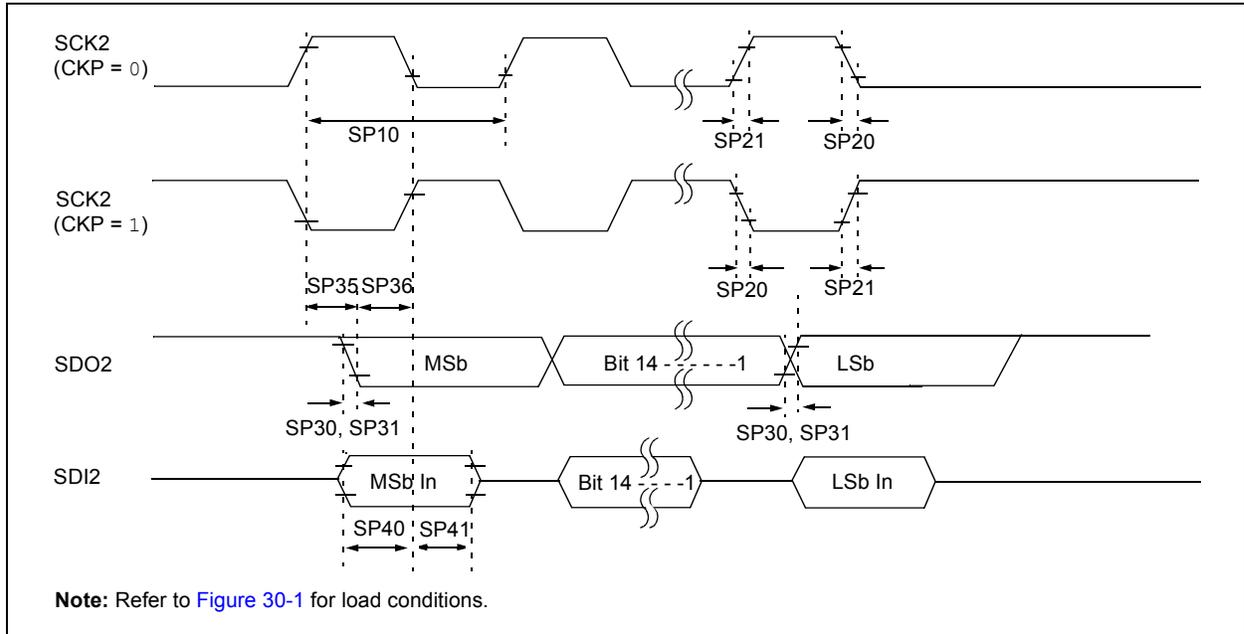 SCK2
(CKP = 0)
SP10
SP21
SP20
SCK2
(CKP = 1)
SP20
SP21
SP35
SP36
SDO2
MSb
Bit 14 - - - - - -1
LSb
SP30, SP31
SP30, SP31
SDI2
MSb In
Bit 14 - - - -1
LSb In
SP40
SP41
Note: Refer to Figure 30-1 for load conditions.